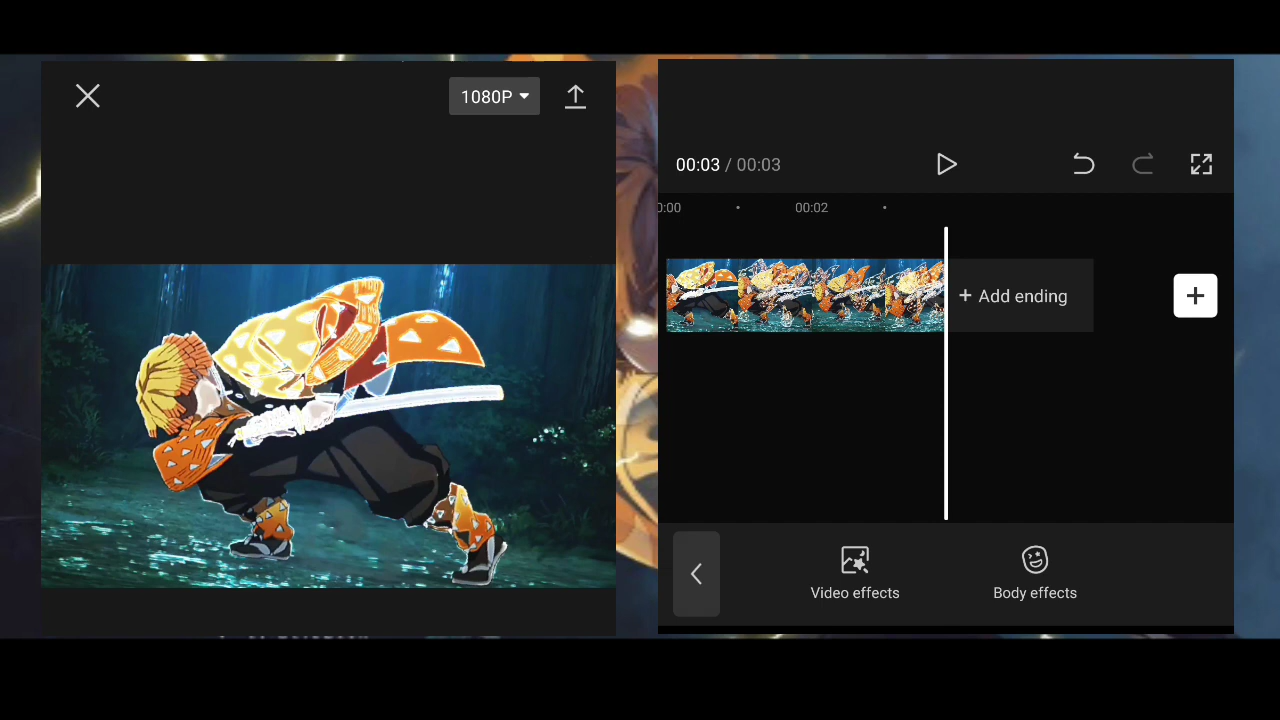 1080P
00:03 / 00:03
0:00
00:02
+ Add ending
Video effects
Body effects